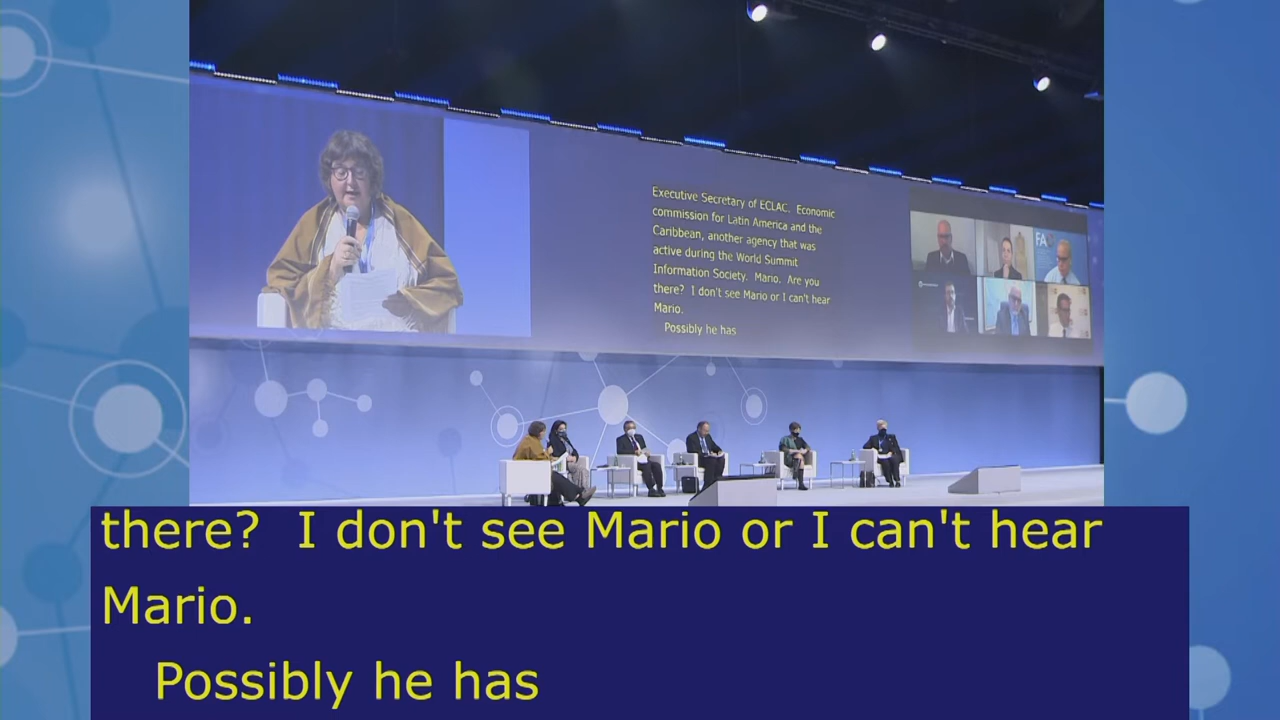 Executive Secretary of ECLAC. Economic
commission for Latin America and the
Caribbean, another agency that was
active during the World Summit
Information Society. Mario. Are you
there? I don't see Mario or I can't hear
Mario.
Possibly he has
FAO
there? I don't see Mario or I can't hear
Mario.
Possibly he has